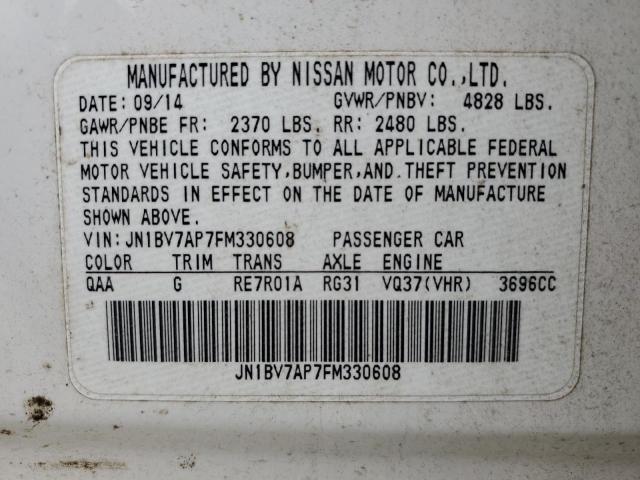 MANUFACTURED BY NISSAN MOTOR CO.,LTD.
DATE: 09/14 GVWR/PNBV: 4828 LBS.
GAWR/PNBE FR: 2370 LBS. RR: 2480 LBS.
THIS VEHICLE CONFORMS TO ALL APPLICABLE FEDERAL
MOTOR VEHICLE SAFETY,BUMPER,AND THEFT PREVENTION
STANDARDS IN EFFECT ON THE DATE OF MANUFACTURE
SHOWN ABOVE.
VIN:JN1BV7AP7FM330608 PASSENGER CAR
COLOR TRIM TRANS AXLE ENGINE
QAA G RE7R01A RG31 VQ37(VHR) 3696CC
JN1BV7AP7FM330608